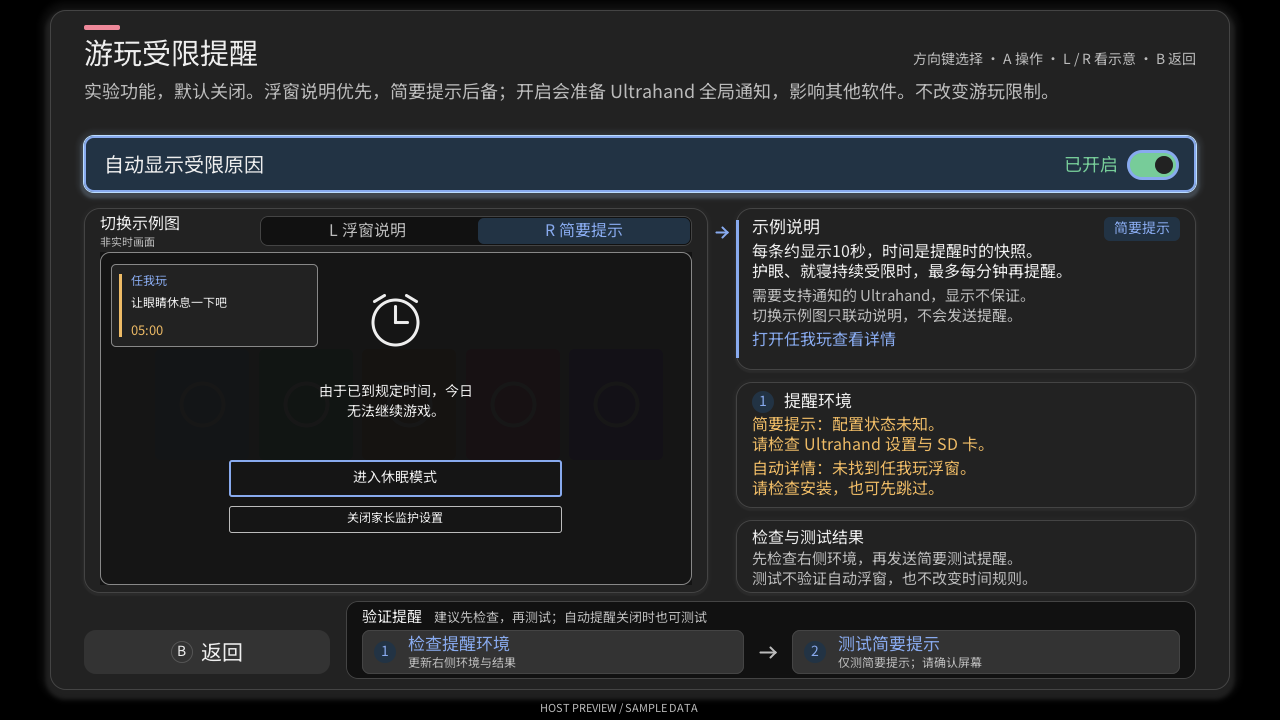 游玩受限提醒
方向键选择 · A 操作 · L / R 看示意 · B 返回
实验功能，默认关闭。浮窗说明优先，简要提示后备；开启会准备 Ultrahand 全局通知，影响其他软件。不改变游玩限制。
自动显示受限原因
已开启
切换示例图
非实时画面
L 浮窗说明
R 简要提示
任我玩
让眼睛休息一下吧
05:00
由于已到规定时间，今日
无法继续游戏。
进入休眠模式
关闭家长监护设置
→
示例说明
简要提示
每条约显示10秒，时间是提醒时的快照。
护眼、就寝持续受限时，最多每分钟再提醒。
需要支持通知的 Ultrahand，显示不保证。
切换示例图只联动说明，不会发送提醒。
打开任我玩查看详情
1 提醒环境
简要提示：配置状态未知。
请检查 Ultrahand 设置与 SD 卡。
自动详情：未找到任我玩浮窗。
请检查安装，也可先跳过。
检查与测试结果
先检查右侧环境，再发送简要测试提醒。
测试不验证自动浮窗，也不改变时间规则。
B 返回
验证提醒 建议先检查，再测试；自动提醒关闭时也可测试
1 检查提醒环境
更新右侧环境与结果
→
2 测试简要提示
仅测简要提示；请确认屏幕
HOST PREVIEW / SAMPLE DATA